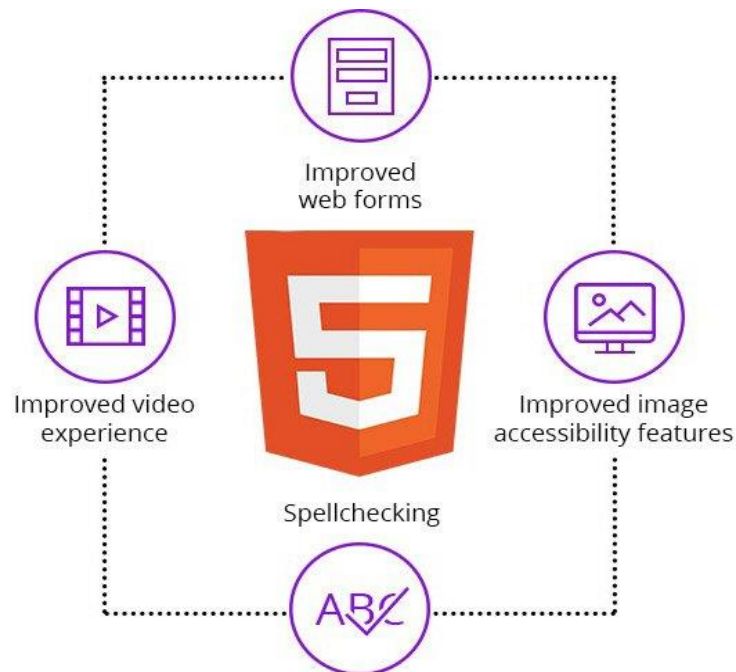 Improved
web forms
5
Improved video
experience
Improved image
accessibility features
Spellchecking
ABC